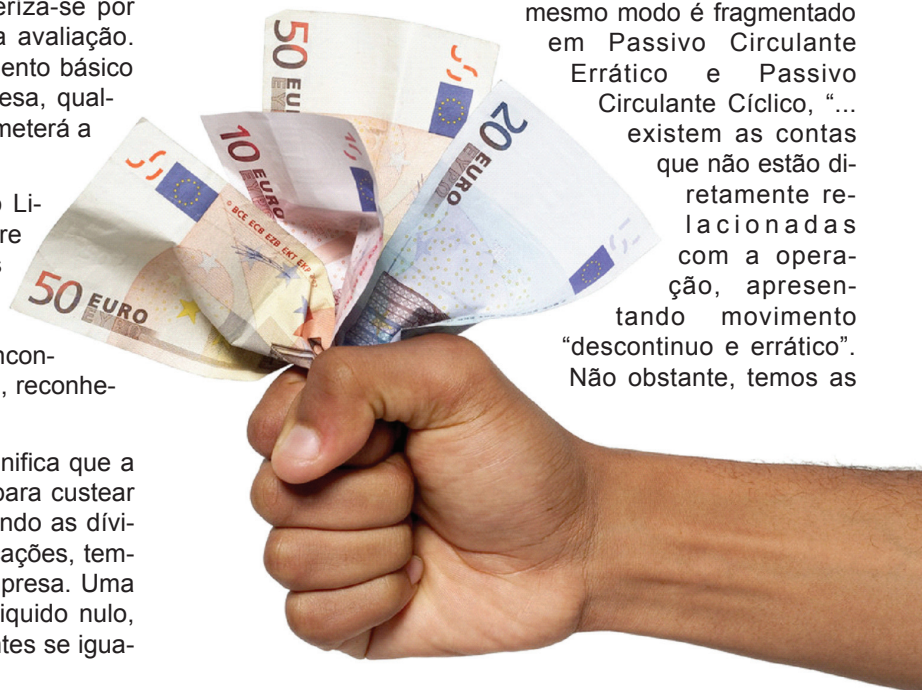 eriza-se por
a avaliação.
ento básico
esa, qual-
meterá a
o Li-
re
ncon-
, reconhe-
nifica que a
para custear
ndo as dívi-
ações, tem-
presa. Uma
iquido nulo,
tes se igua-
50 EURO
10 EURO
BCE ECB EZB EKT EKP
50 EU
20 EURO
mesmo modo é fragmentado
em Passivo Circulante
Errático e Passivo
Circulante Cíclico, “...
existem as contas
que não estão di-
retamente re-
lacionadas
com a opera-
ção, apresen-
tando movimento
“descontinuo e errático”.
Não obstante, temos as